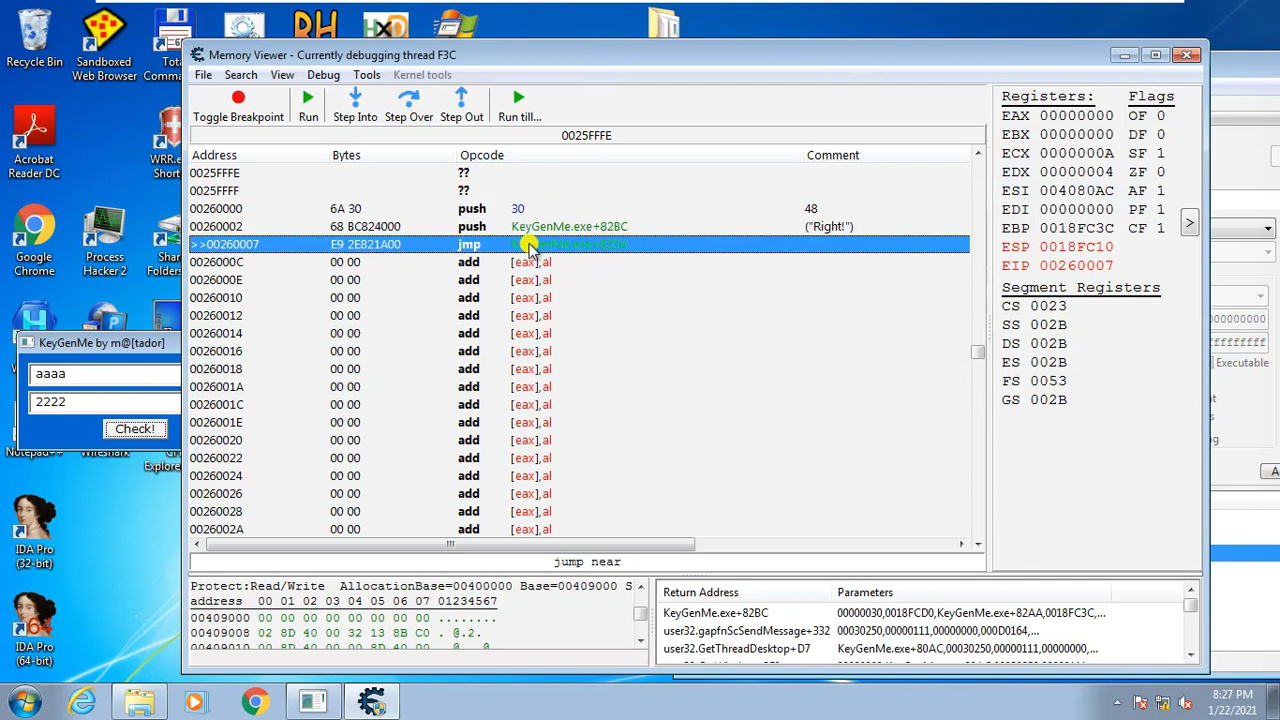 Recycle Bin
Sandboxed
Web Browser
Tota
Comma
RH
HxD
Acrobat
Reader DC
WRR.e
Short
Google
Chrome
Process
Hacker 2
Share
Folders
Notepad++
Wireshark
Explore
IDA Pro
(32-bit)
64
IDA Pro
(64-bit)
KeyGenMe by m@[tador]
aaaa
2222
Check!
Memory Viewer - Currently debugging thread F3C
File Search View Debug Tools Kernel tools
Toggle Breakpoint Run Step Into Step Over Step Out Run till...
0025FFFE
Address Bytes Opcode Comment
0025FFFE ??
0025FFFF ??
00260000 6A 30 push 30 48
00260002 68 BC824000 push KeyGenMe.exe+82BC ("Right!")
>>00260007 E9 2E821A00 jmp
0026000C 00 00 add [eax],al
0026000E 00 00 add [eax],al
00260010 00 00 add [eax],al
00260012 00 00 add [eax],al
00260014 00 00 add [eax],al
00260016 00 00 add [eax],al
00260018 00 00 add [eax],al
0026001A 00 00 add [eax],al
0026001C 00 00 add [eax],al
0026001E 00 00 add [eax],al
00260020 00 00 add [eax],al
00260022 00 00 add [eax],al
00260024 00 00 add [eax],al
00260026 00 00 add [eax],al
00260028 00 00 add [eax],al
0026002A 00 00 add [eax],al
jump near
Registers: Flags
EAX 00000000 OF 0
EBX 00000000 DF 0
ECX 0000000A SF 1
EDX 00000004 ZF 0
ESI 004080AC AF 1
EDI 00000000 PF 1
EBP 0018FC3C CF 1
ESP 0018FC10
EIP 00260007
Segment Registers
CS 0023
SS 002B
DS 002B
ES 002B
FS 0053
GS 002B
>
Protect:Read/Write AllocationBase=00400000 Base=00409000 S
address 00 01 02 03 04 05 06 07 01234567
00409000 00 00 00 00 00 00 00 00 ........
00409008 02 8D 40 00 32 13 8B C0 . @.2.
00409010
Return Address Parameters
KeyGenMe.exe+82BC 00000030,0018FCD0,KeyGenMe.exe+82AA,0018FC3C,...
user32.gapfnScSendMessage+332 00030250,00000111,00000000,000D0164,...
user32.GetThreadDesktop+D7 KeyGenMe.exe+80AC,00030250,00000111,00000000,...
00000000
ffffffff
Executable
8:27 PM
1/22/2021